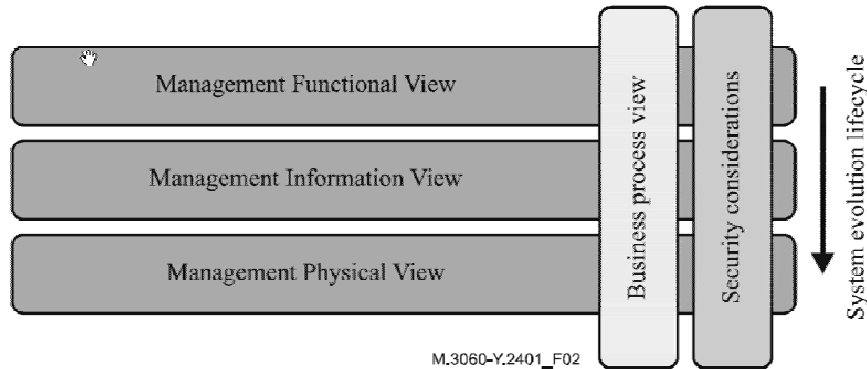 Management Functional View
Management Information View
Management Physical View
Business process view
Security considerations
System evolution lifecycle
M.3060-Y.2401_F02